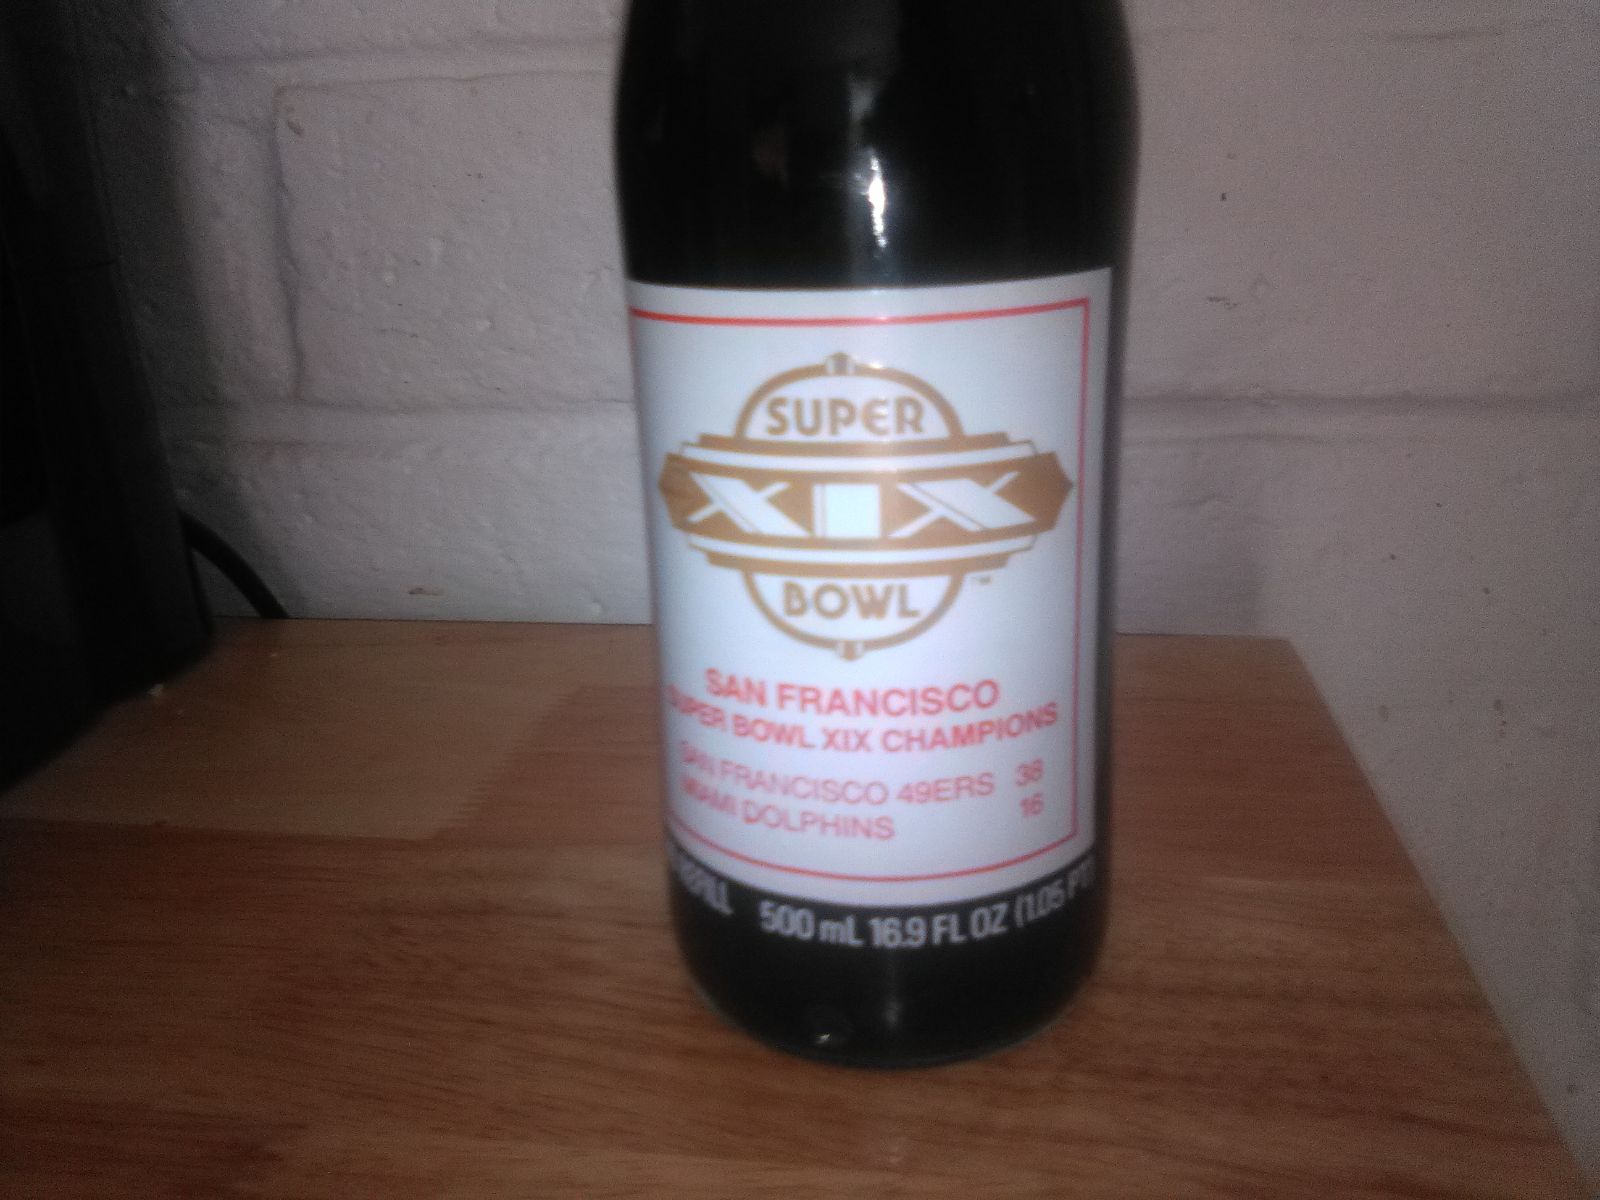 SUPER
XIX
BOWL
TM
SAN FRANCISCO
SUPER BOWL XIX CHAMPIONS
SAN FRANCISCO 49ERS 38
MIAMI DOLPHINS 16
500 mL 16.9 FL OZ (1.05 PT)